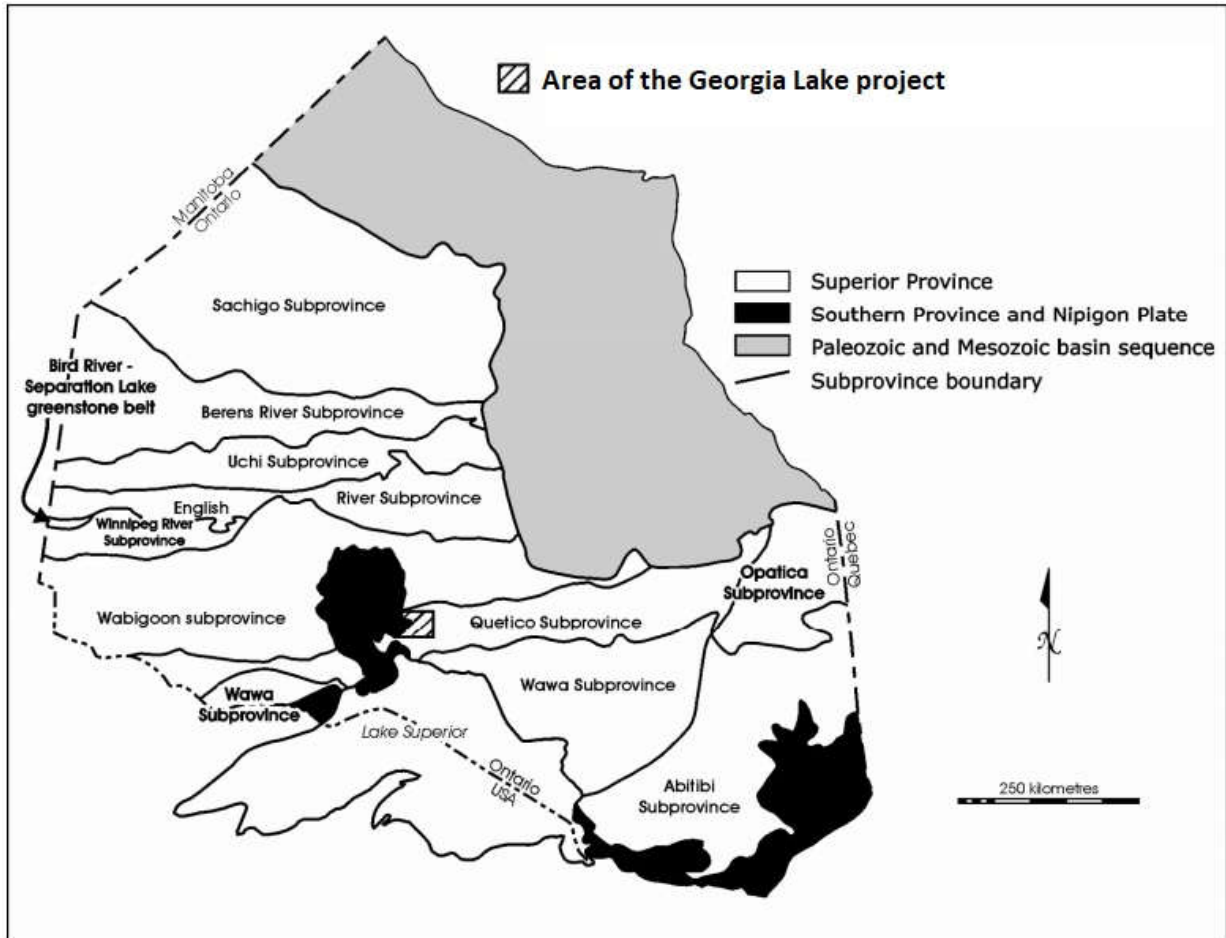 Area of the Georgia Lake project
Manitoba
Ontario
Superior Province
Southern Province and Nipigon Plate
Paleozoic and Mesozoic basin sequence
Subprovince boundary
Sachigo Subprovince
Bird River -
Separation Lake
greenstone belt
Berens River Subprovince
Uchi Subprovince
English
River Subprovince
Winnipeg River
Subprovince
Opatica
Subprovince
Ontario
Quebec
Wabigoon subprovince
Quetico Subprovince
N
Wawa
Subprovince
Wawa Subprovince
Lake Superior
Ontario
USA
Abitibi
Subprovince
250 kilometres